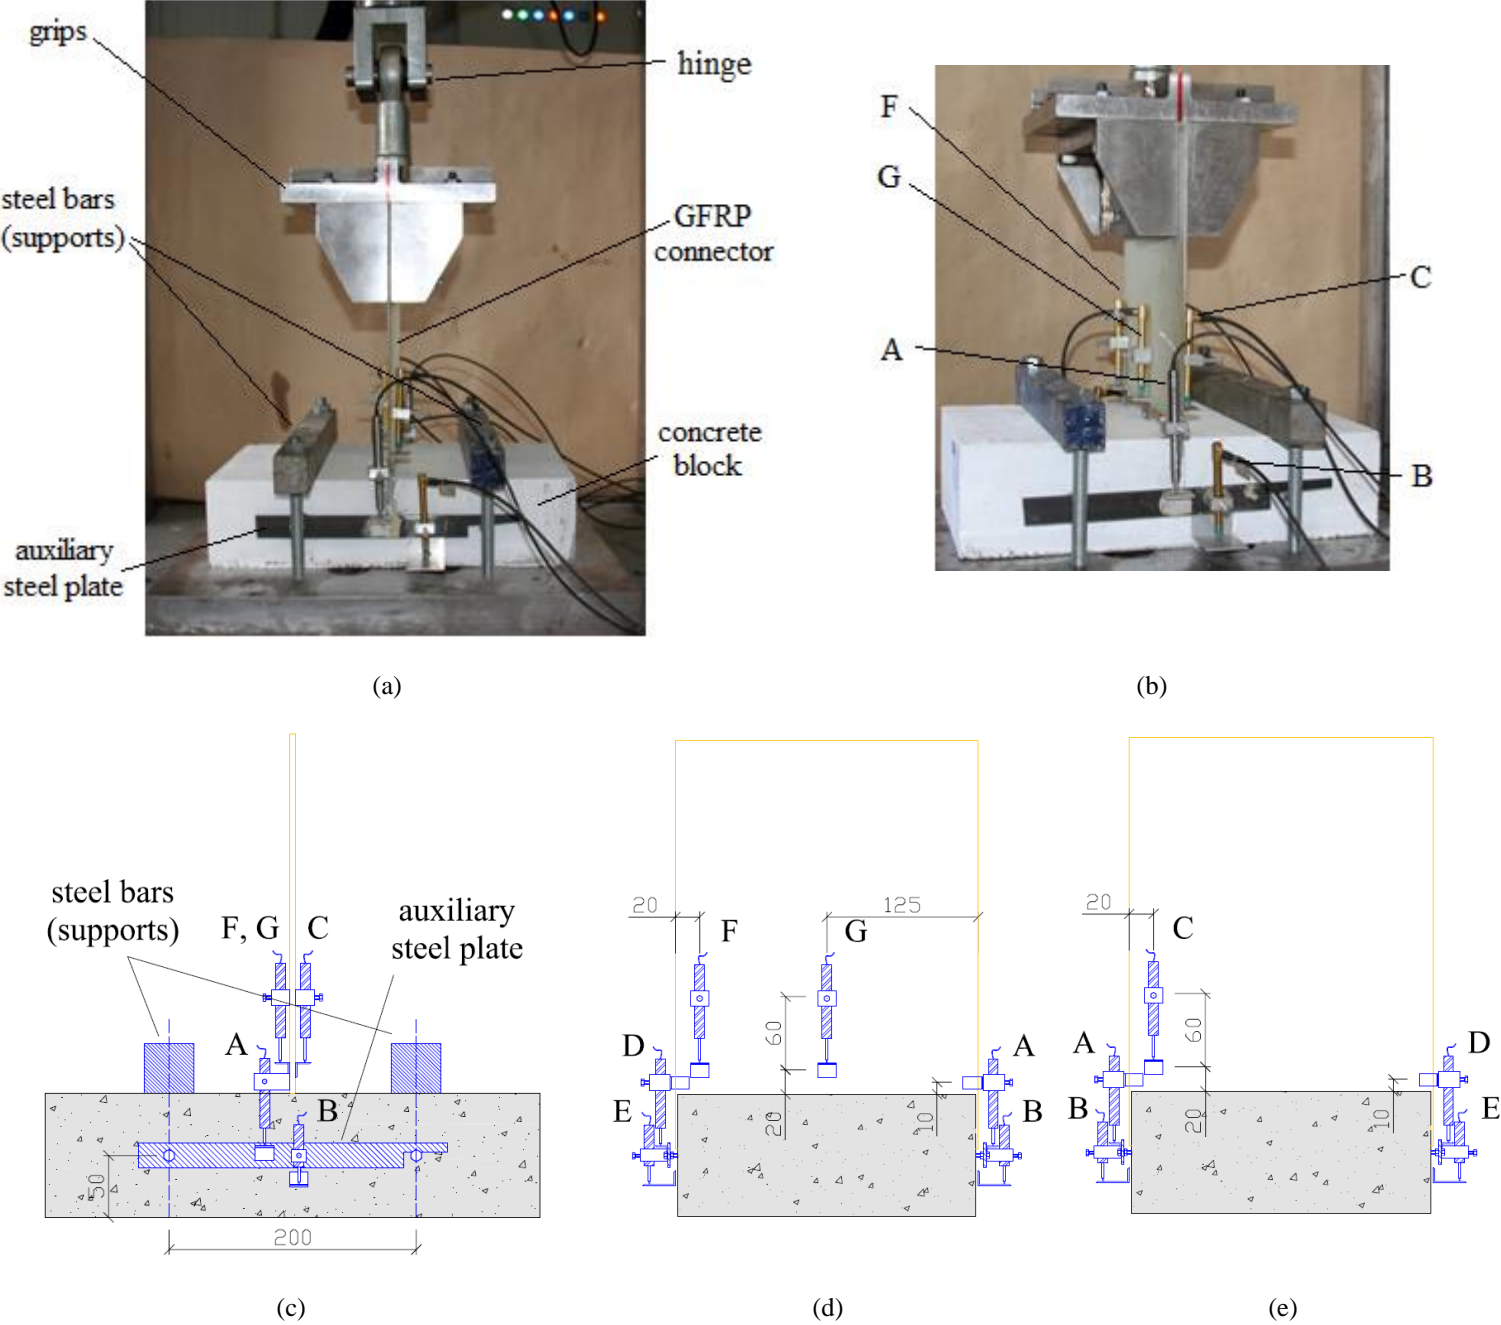 grips
hinge
steel bars
(supports)
GFRP
connector
concrete
block
auxiliary
steel plate
F
G
A
C
B
(a)
(b)
steel bars
(supports)
F, G
C
auxiliary
steel plate
A
B
50
200
20
125
F
G
60
D
A
E
B
20
10
20
C
60
A
D
B
E
20
10
(c)
(d)
(e)